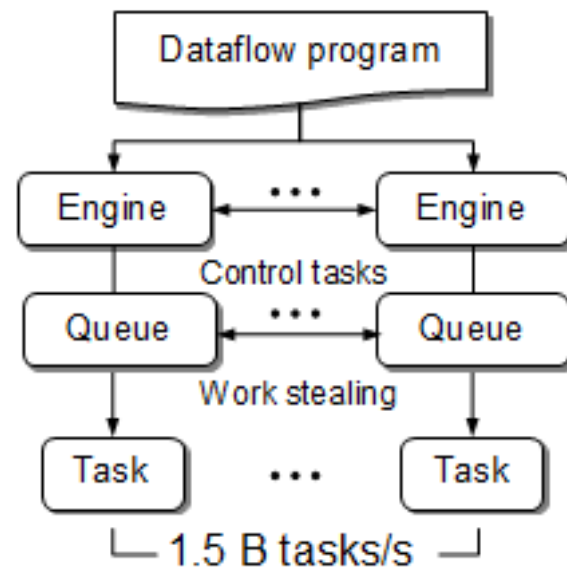 Dataflow program
Engine ... Engine
Control tasks
Queue ... Queue
Work stealing
Task ... Task
1.5 B tasks/s